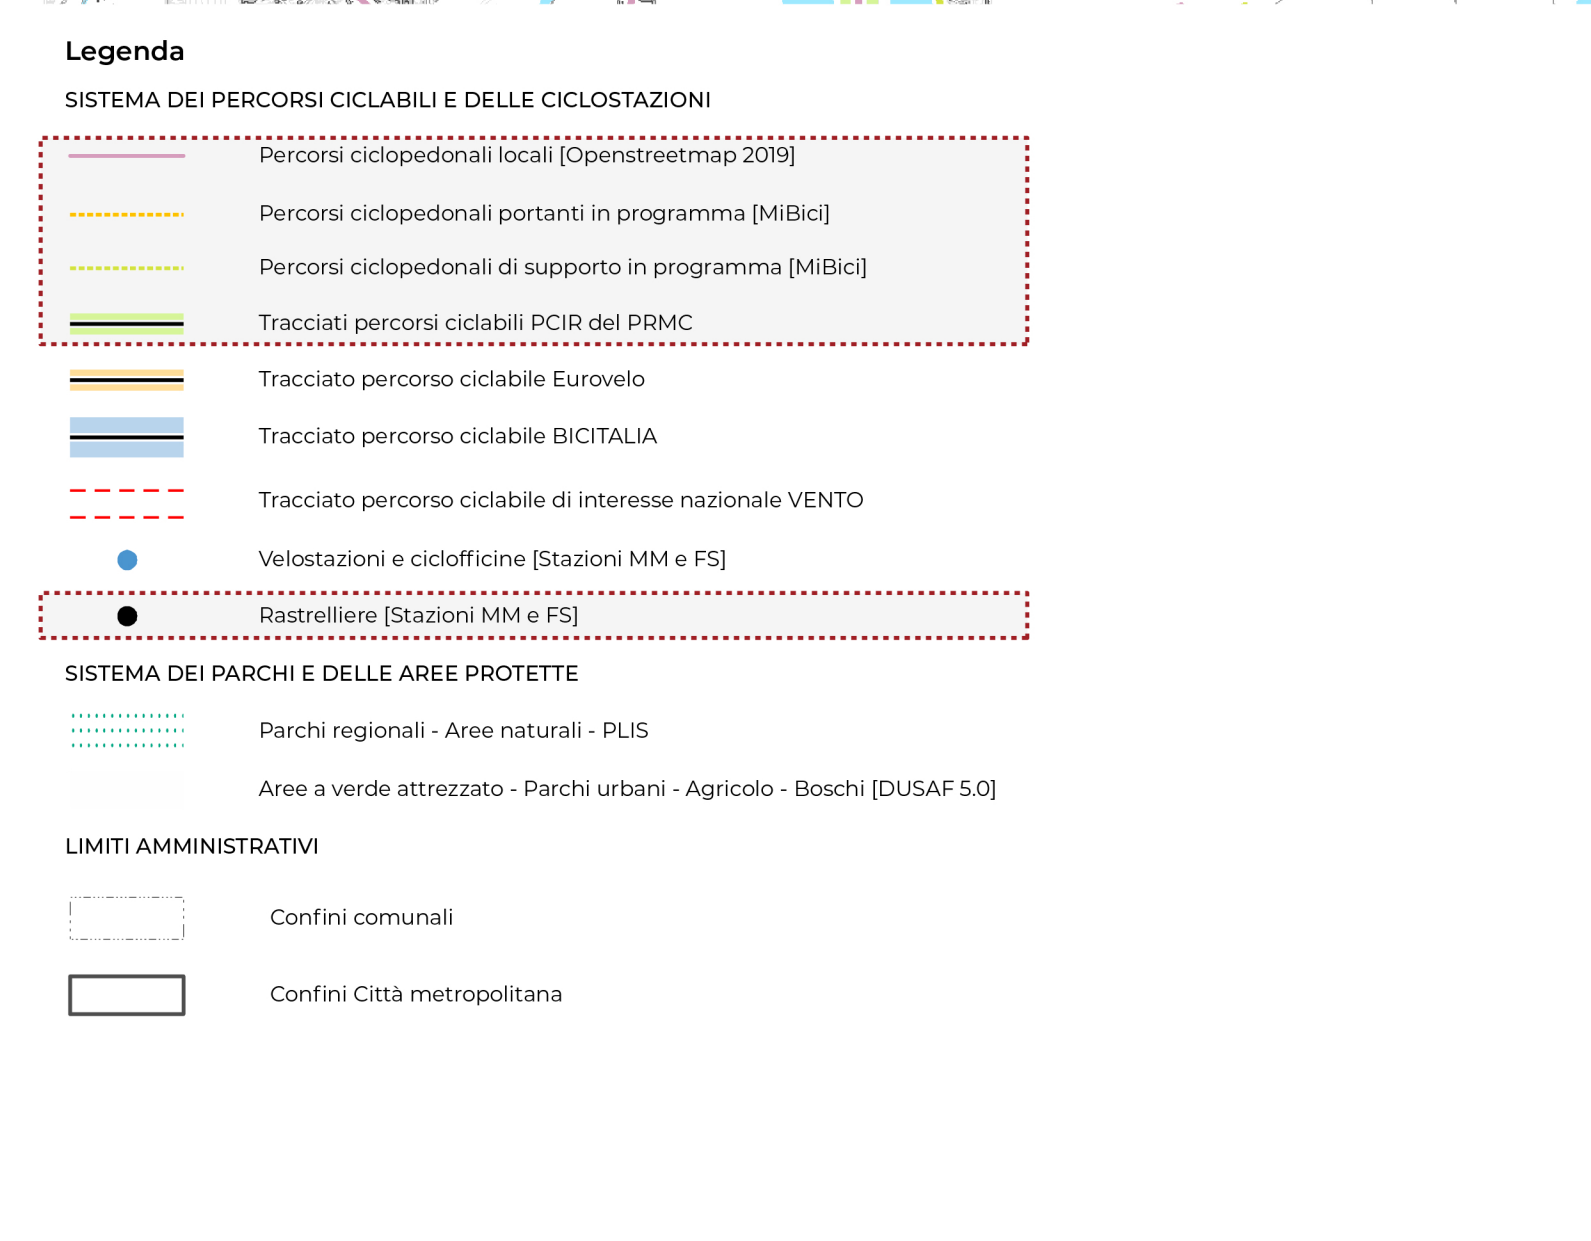 Legenda
SISTEMA DEI PERCORSI CICLABILI E DELLE CICLOSTAZIONI
Percorsi ciclopedonali locali [Openstreetmap 2019]
Percorsi ciclopedonali portanti in programma [MiBici]
Percorsi ciclopedonali di supporto in programma [MiBici]
Tracciati percorsi ciclabili PCIR del PRMC
Tracciato percorso ciclabile Eurovelo
Tracciato percorso ciclabile BICITALIA
Tracciato percorso ciclabile di interesse nazionale VENTO
Velostazioni e ciclofficine [Stazioni MM e FS]
Rastrelliere [Stazioni MM e FS]
SISTEMA DEI PARCHI E DELLE AREE PROTETTE
Parchi regionali - Aree naturali - PLIS
Aree a verde attrezzato - Parchi urbani - Agricolo - Boschi [DUSAF 5.0]
LIMITI AMMINISTRATIVI
Confini comunali
Confini Città metropolitana